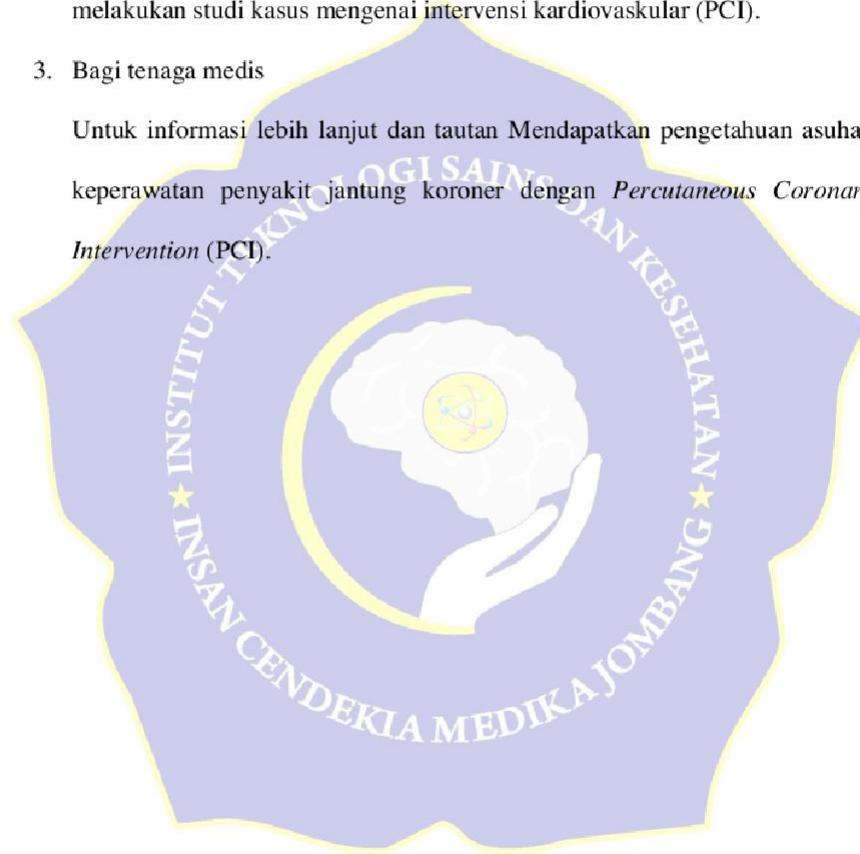 melakukan studi kasus mengenai intervensi kardiovaskular (PCI).
3. Bagi tenaga medis
Untuk informasi lebih lanjut dan tautan Mendapatkan pengetahuan asuha
keperawatan penyakit jantung koroner dengan Percutaneous Coronar
Intervention (PCI).
INSTITUT TEKNOLOGI SAINS DAN KESEHATAN
INSAN CENDEKIA MEDIKA JOMBANG